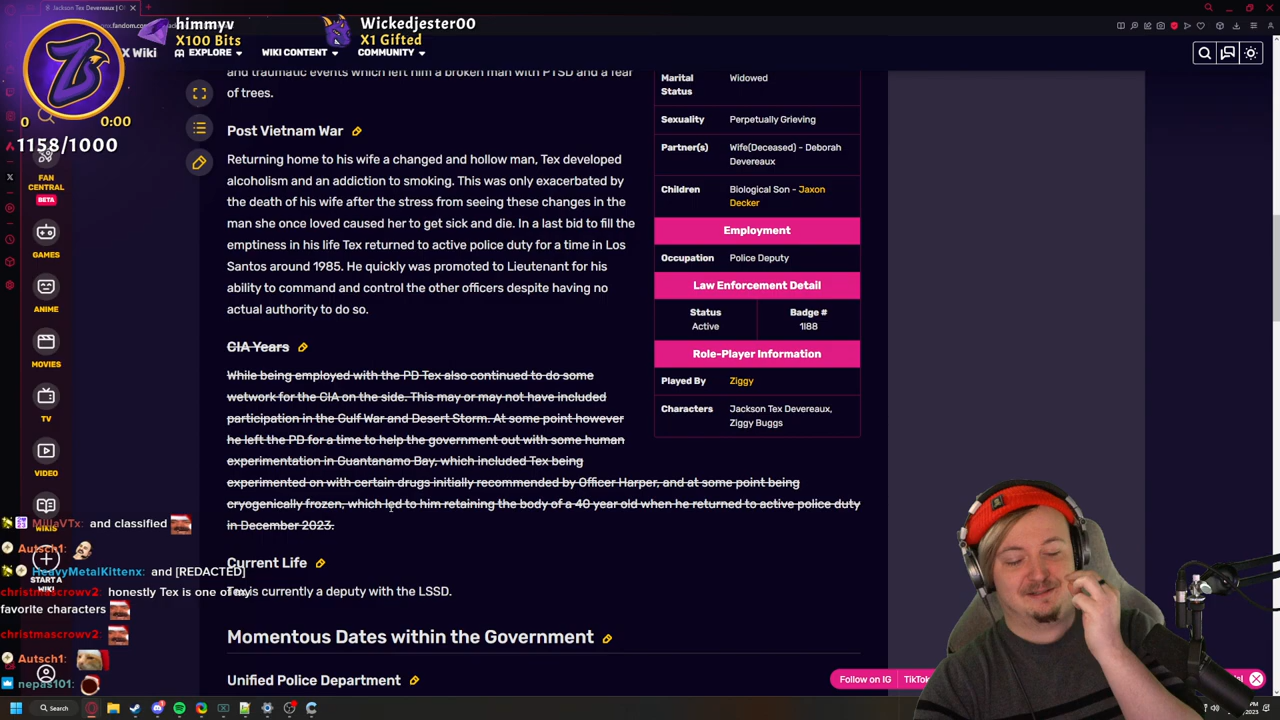 Jackson Tex Devereaux | C
himmyv
X100 Bits
Wickedjester00
X1 Gifted
.fandom.com
X Wiki
EXPLORE
WIKI CONTENT
COMMUNITY
0
0:00
1158/1000
FAN CENTRAL
BETA
GAMES
ANIME
MOVIES
TV
VIDEO
WIKIS
START A WIKI
and traumatic events which left him a broken man with PTSD and a fear
of trees.
Post Vietnam War
Returning home to his wife a changed and hollow man, Tex developed
alcoholism and an addiction to smoking. This was only exacerbated by
the death of his wife after the stress from seeing these changes in the
man she once loved caused her to get sick and die. In a last bid to fill the
emptiness in his life Tex returned to active police duty for a time in Los
Santos around 1985. He quickly was promoted to Lieutenant for his
ability to command and control the other officers despite having no
actual authority to do so.
CIA Years
While being employed with the PD Tex also continued to do some
wetwork for the CIA on the side. This may or may not have included
participation in the Gulf War and Desert Storm. At some point however
he left the PD for a time to help the government out with some human
experimentation in Guantanamo Bay, which included Tex being
experimented on with certain drugs initially recommended by Officer Harper, and at some point being
cryogenically frozen, which led to him retaining the body of a 40 year old when he returned to active police duty
in December 2023.
Current Life
Tex is currently a deputy with the LSSD.
Momentous Dates within the Government
Unified Police Department
Marital Status
Widowed
Sexuality
Perpetually Grieving
Partner(s)
Wife(Deceased) - Deborah
Devereaux
Children
Biological Son - Jaxon
Decker
Employment
Occupation
Police Deputy
Law Enforcement Detail
Status
Badge #
Active
1188
Role-Player Information
Played By
Ziggy
Characters
Jackson Tex Devereaux,
Ziggy Buggs
MillaVTx: and classified
Autsch1:
HeavyMetalKittenx: and [REDACTED]
christmascrowv2: honestly Tex is one of my
favorite characters
christmascrowv2:
Autsch1:
nepas101:
Follow on IG
TikTok
Search
PM
2023